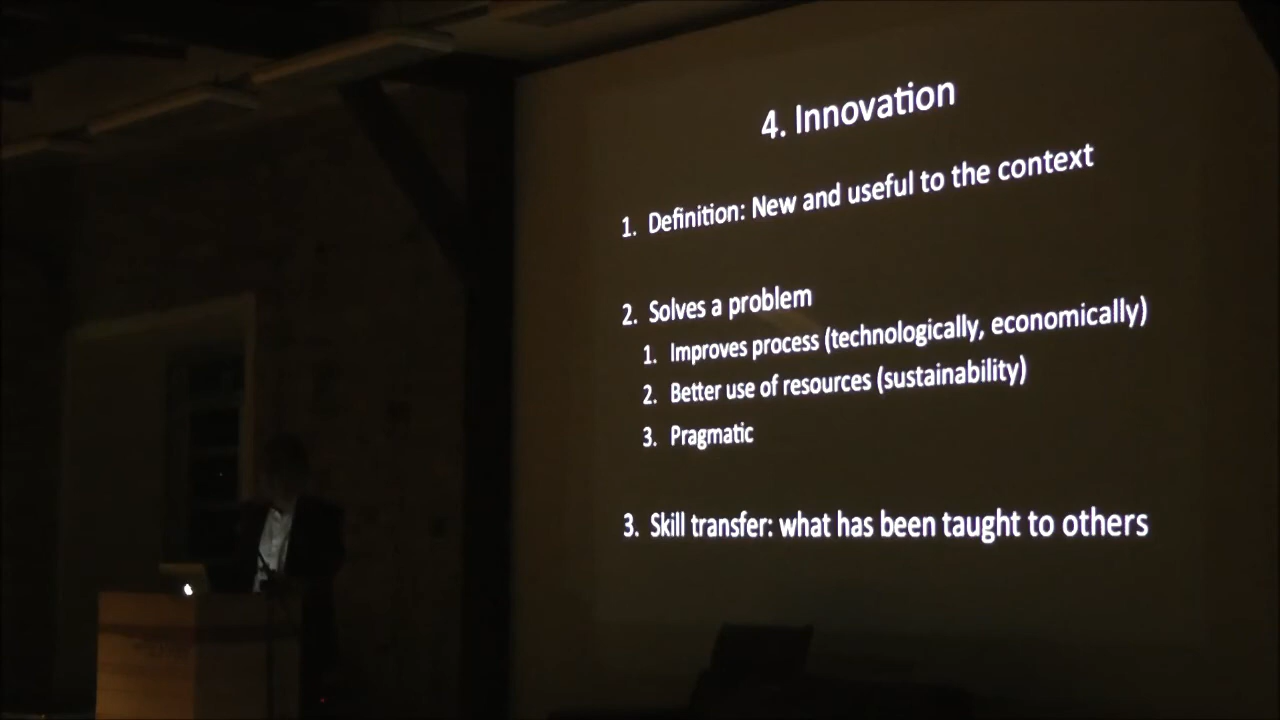 4. Innovation
1. Definition: New and useful to the context
2. Solves a problem
1. Improves process (technologically, economically)
2. Better use of resources (sustainability)
3. Pragmatic
3. Skill transfer: what has been taught to others